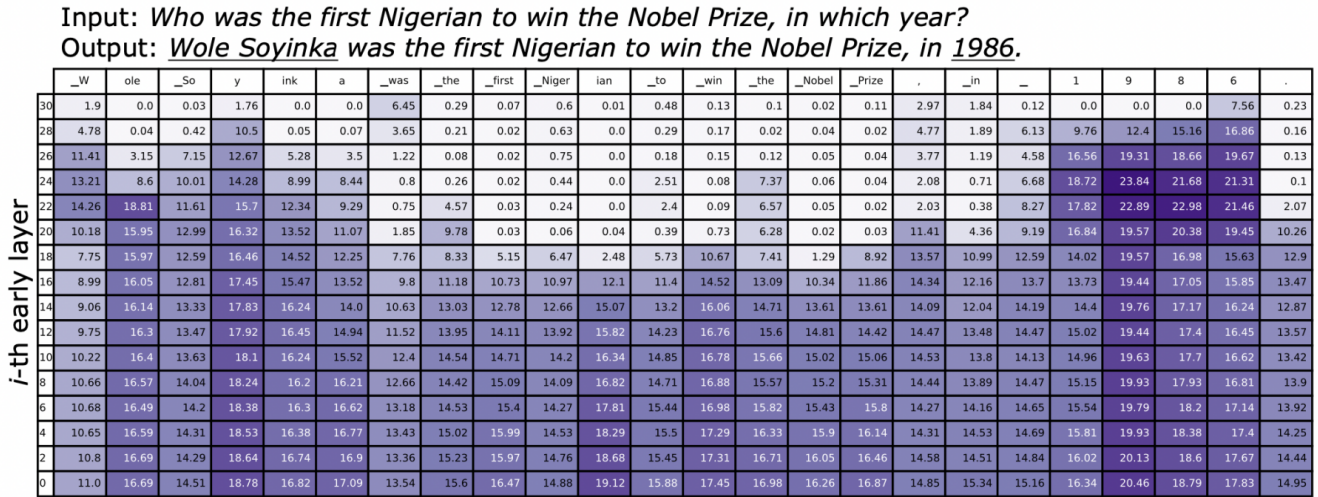 Input: Who was the first Nigerian to win the Nobel Prize, in which year?
Output: Wole Soyinka was the first Nigerian to win the Nobel Prize, in 1986.
_W ole _So y ink a _was _the _first _Niger ian _to _win _the _Nobel _Prize , _in _ 1 9 8 6 .
30 1.9 0.0 0.03 1.76 0.0 0.0 6.45 0.29 0.07 0.6 0.01 0.48 0.13 0.1 0.02 0.11 2.97 1.84 0.12 0.0 0.0 0.0 7.56 0.23
28 4.78 0.04 0.42 10.5 0.05 0.07 3.65 0.21 0.02 0.63 0.0 0.29 0.17 0.02 0.04 0.02 4.77 1.89 6.13 9.76 12.4 15.16 16.86 0.16
26 11.41 3.15 7.15 12.67 5.28 3.5 1.22 0.08 0.02 0.75 0.0 0.18 0.15 0.12 0.05 0.04 3.77 1.19 4.58 16.56 19.31 18.66 19.67 0.13
24 13.21 8.6 10.01 14.28 8.99 8.44 0.8 0.26 0.02 0.44 0.0 2.51 0.08 7.37 0.06 0.04 2.08 0.71 6.68 18.72 23.84 21.68 21.31 0.1
22 14.26 18.81 11.61 15.7 12.34 9.29 0.75 4.57 0.03 0.24 0.0 2.4 0.09 6.57 0.05 0.02 2.03 0.38 8.27 17.82 22.89 22.98 21.46 2.07
20 10.18 15.95 12.99 16.32 13.52 11.07 1.85 9.78 0.03 0.06 0.04 0.39 0.73 6.28 0.02 0.03 11.41 4.36 9.19 16.84 19.57 20.38 19.45 10.26
18 7.75 15.97 12.59 16.46 14.52 12.25 7.76 8.33 5.15 6.47 2.48 5.73 10.67 7.41 1.29 8.92 13.57 10.99 12.59 14.02 19.57 16.98 15.63 12.9
16 8.99 16.05 12.81 17.45 15.47 13.52 9.8 11.18 10.73 10.97 12.1 11.4 14.52 13.09 10.34 11.86 14.34 12.16 13.7 13.73 19.44 17.05 15.85 13.47
14 9.06 16.14 13.33 17.83 16.24 14.0 10.63 13.03 12.78 12.66 15.07 13.2 16.06 14.71 13.61 13.61 14.09 12.04 14.19 14.4 19.76 17.17 16.24 12.87
12 9.75 16.3 13.47 17.92 16.45 14.94 11.52 13.95 14.11 13.92 15.82 14.23 16.76 15.6 14.81 14.42 14.47 13.48 14.47 15.02 19.44 17.4 16.45 13.57
10 10.22 16.4 13.63 18.1 16.24 15.52 12.4 14.54 14.71 14.2 16.34 14.85 16.78 15.66 15.02 15.06 14.53 13.8 14.13 14.96 19.63 17.7 16.62 13.42
8 10.66 16.57 14.04 18.24 16.2 16.21 12.66 14.42 15.09 14.09 16.82 14.71 16.88 15.57 15.2 15.31 14.44 13.89 14.47 15.15 19.93 17.93 16.81 13.9
6 10.68 16.49 14.2 18.38 16.3 16.62 13.18 14.53 15.4 14.27 17.81 15.44 16.98 15.82 15.43 15.8 14.27 14.16 14.65 15.54 19.79 18.2 17.14 13.92
4 10.65 16.59 14.31 18.53 16.38 16.77 13.43 15.02 15.99 14.53 18.29 15.5 17.29 16.33 15.9 16.14 14.31 14.53 14.69 15.81 19.93 18.38 17.4 14.25
2 10.8 16.69 14.29 18.64 16.74 16.9 13.36 15.23 15.97 14.76 18.68 15.45 17.31 16.71 16.05 16.46 14.58 14.51 14.84 16.02 20.13 18.6 17.67 14.44
0 11.0 16.69 14.51 18.78 16.82 17.09 13.54 15.6 16.47 14.88 19.12 15.88 17.45 16.98 16.26 16.87 14.85 15.34 15.16 16.34 20.46 18.79 17.83 14.95
i-th early layer